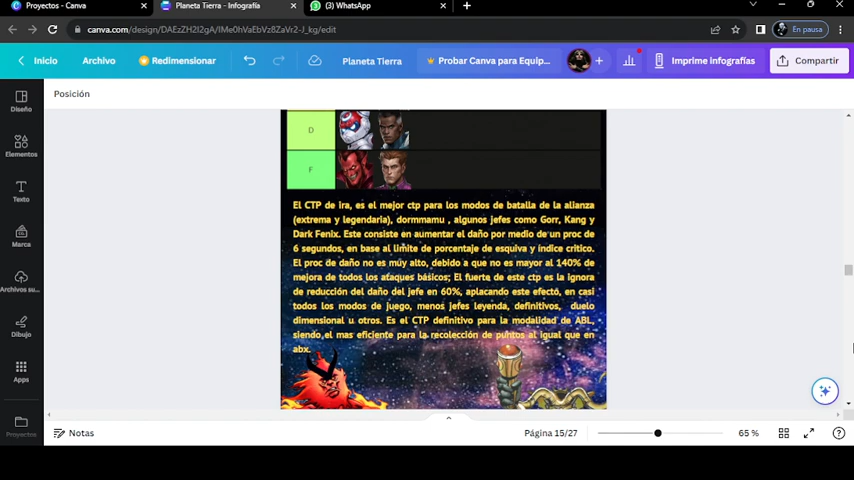 Proyectos - Canva
Planeta Tierra - Infografía
(3) WhatsApp
canva.com/design/DAEzZH2I2gA/IMe0hVaEbVz8ZaVr2-J_kg/edit
En pausa
Inicio
Archivo
Redimensionar
Planeta Tierra
Probar Canva para Equip...
Imprime infografías
Compartir
Posición
Diseño
Elementos
Texto
Marca
Archivos su...
Dibujo
Apps
Proyectos
D
F
El CTP de ira, es el mejor ctp para los modos de batalla de la alianza
(extrema y legendaria), dormmamu , algunos jefes como Gorr, Kang y
Dark Fenix. Este consiste en aumentar el daño por medio de un proc de
6 segundos, en base al limite de porcentaje de esquiva y índice critico.
El proc de daño no es muy alto, debido a que no es mayor al 140% de
mejora de todos los ataques básicos; El fuerte de este ctp es la ignora
de reducción del daño del jefe en 60%, aplacando este efecto, en casi
todos los modos de juego, menos jefes leyenda, definitivos, duelo
dimensional u otros. Es el CTP definitivo para la modalidad de ABL,
siendo el mas eficiente para la recolección de puntos al igual que en
abx.
Notas
Página 15/27
65 %